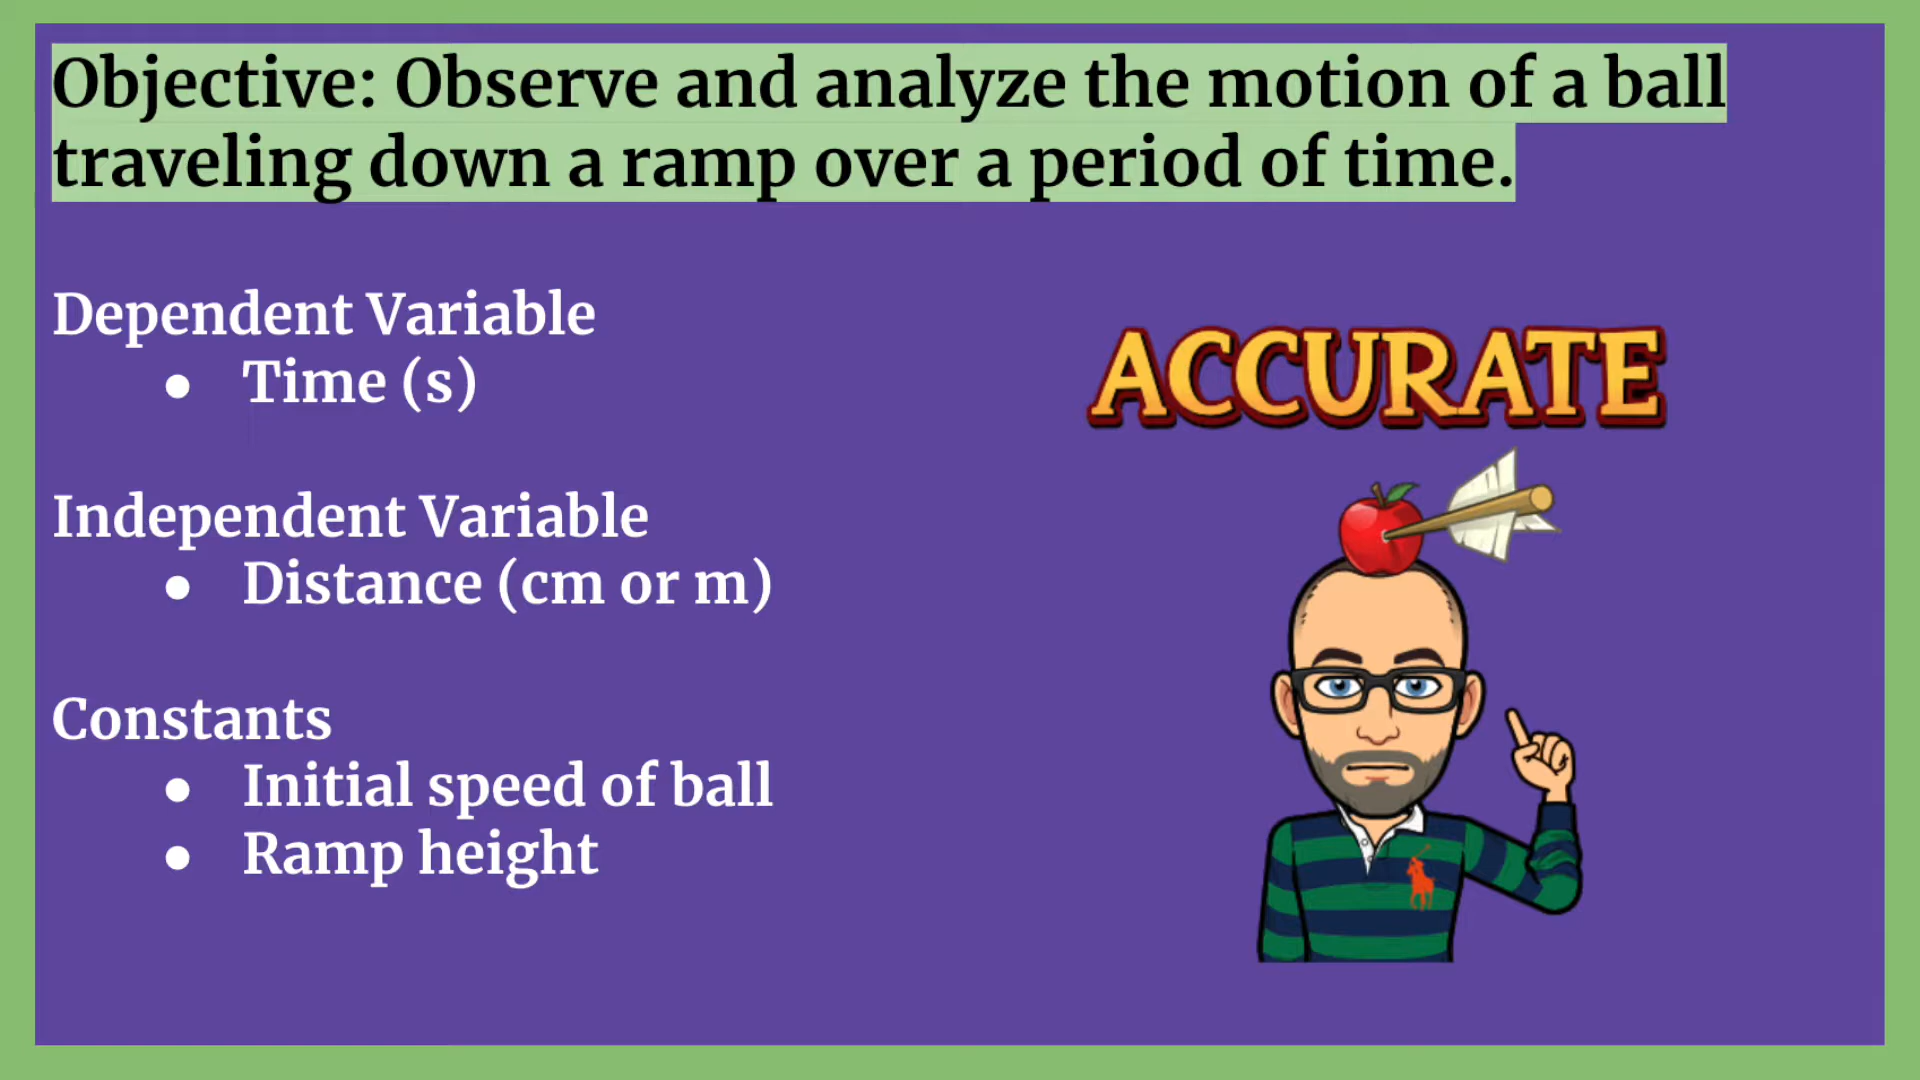 Objective: Observe and analyze the motion of a ball
traveling down a ramp over a period of time.
Dependent Variable
● Time (s)
Independent Variable
● Distance (cm or m)
Constants
● Initial speed of ball
● Ramp height
ACCURATE